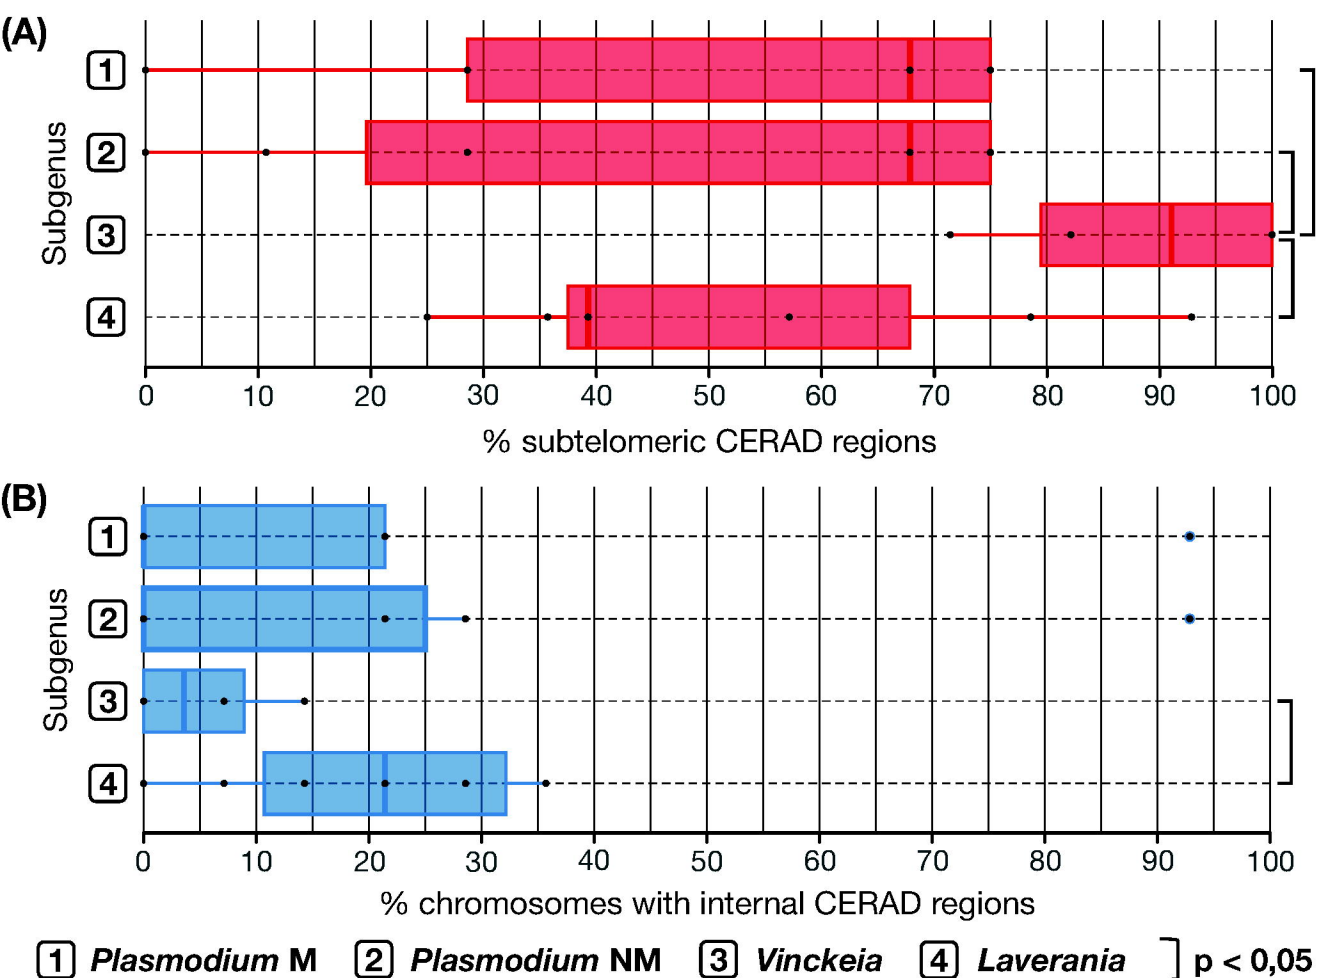 (A)
Subgenus
1
2
3
4
0 10 20 30 40 50 60 70 80 90 100
% subtelomeric CERAD regions
(B)
Subgenus
1
2
3
4
0 10 20 30 40 50 60 70 80 90 100
% chromosomes with internal CERAD regions
1 Plasmodium M 2 Plasmodium NM 3 Vinckeia 4 Laverania p < 0,05